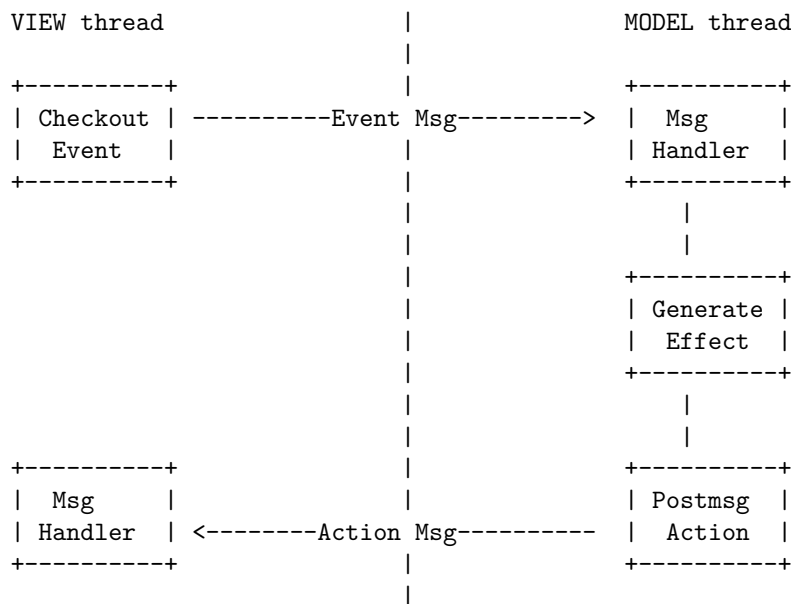 VIEW thread | MODEL thread
|
+----------+ | +----------+
| Checkout | ----------Event Msg---------> | Msg |
| Event | | | Handler |
+----------+ | +----------+
| |
| |
| +----------+
| | Generate |
| | Effect |
| +----------+
| |
| |
+----------+ | +----------+
| Msg | | | Postmsg |
| Handler | <--------Action Msg---------- | Action |
+----------+ | +----------+
|